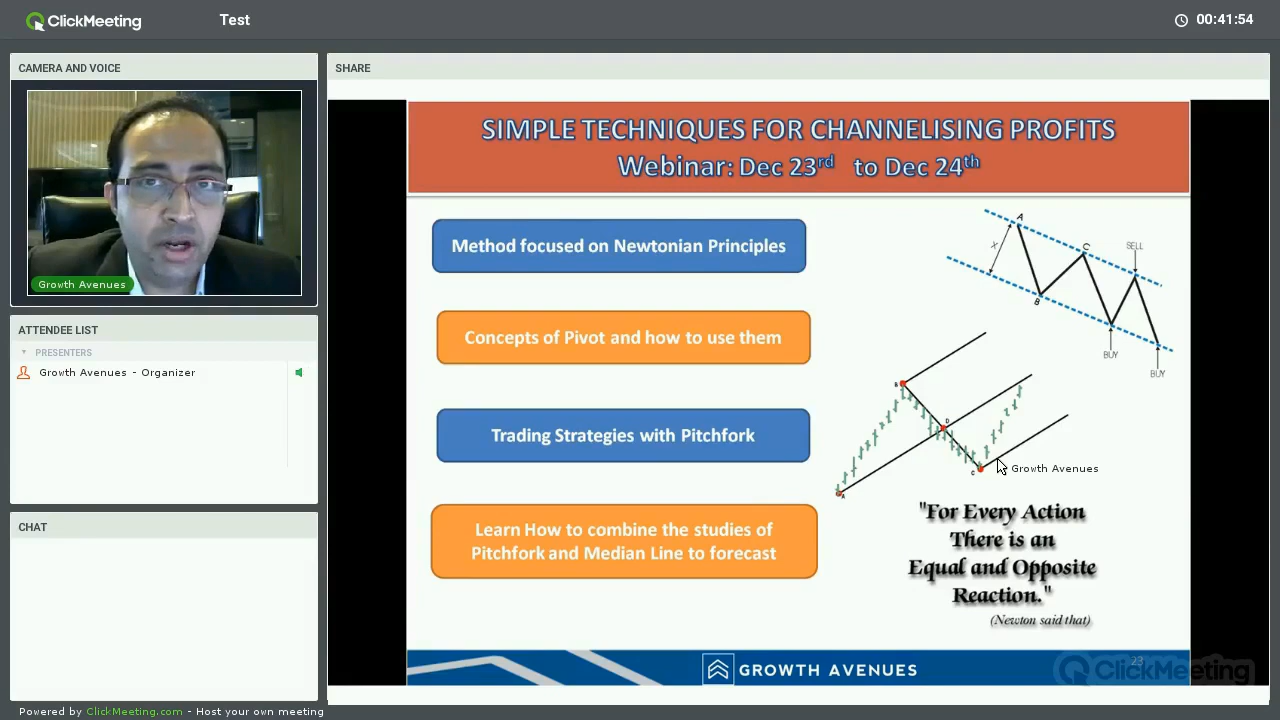 ClickMeeting
Test
00:41:54
CAMERA AND VOICE
Growth Avenues
ATTENDEE LIST
PRESENTERS
Growth Avenues - Organizer
CHAT
Powered by ClickMeeting.com - Host your own meeting
SHARE
SIMPLE TECHNIQUES FOR CHANNELISING PROFITS
Webinar: Dec 23rd to Dec 24th
Method focused on Newtonian Principles
Concepts of Pivot and how to use them
Trading Strategies with Pitchfork
Learn How to combine the studies of
Pitchfork and Median Line to forecast
A
X
C
SELL
B
BUY
BUY
B
D
C
A
Growth Avenues
"For Every Action
There is an
Equal and Opposite
Reaction."
(Newton said that)
GROWTH AVENUES
23
ClickMeeting